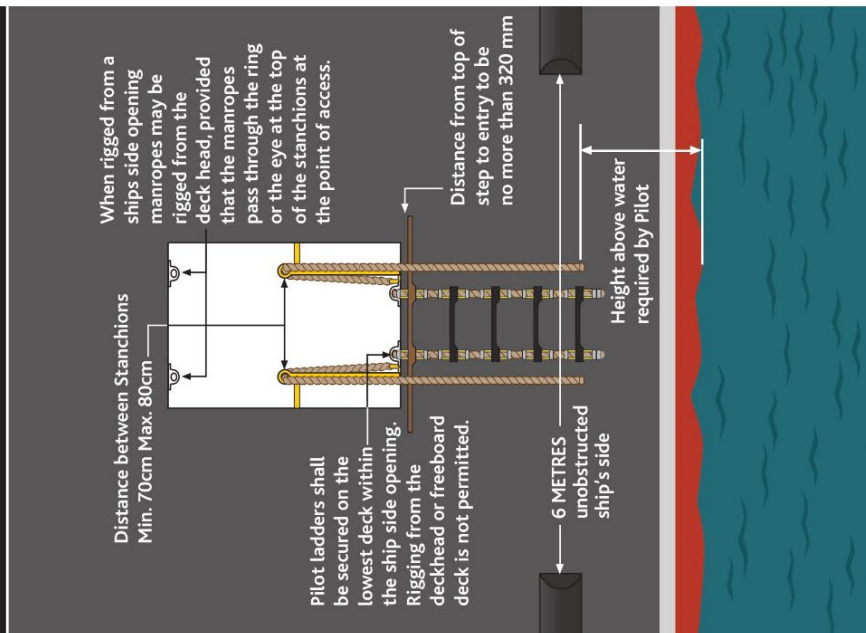 Distance between Stanchions
Min. 70cm Max. 80cm
When rigged from a
ships side opening
manropes may be
rigged from the
deck head, provided
that the manropes
pass through the ring
or the eye at the top
of the stanchions at
the point of access.
Pilot ladders shall
be secured on the
lowest deck within
the ship side opening.
Rigging from the
deckhead or freeboard
deck is not permitted.
Distance from top of
step to entry to be
no more than 320 mm
6 METRES
unobstructed
ship's side
Height above water
required by Pilot